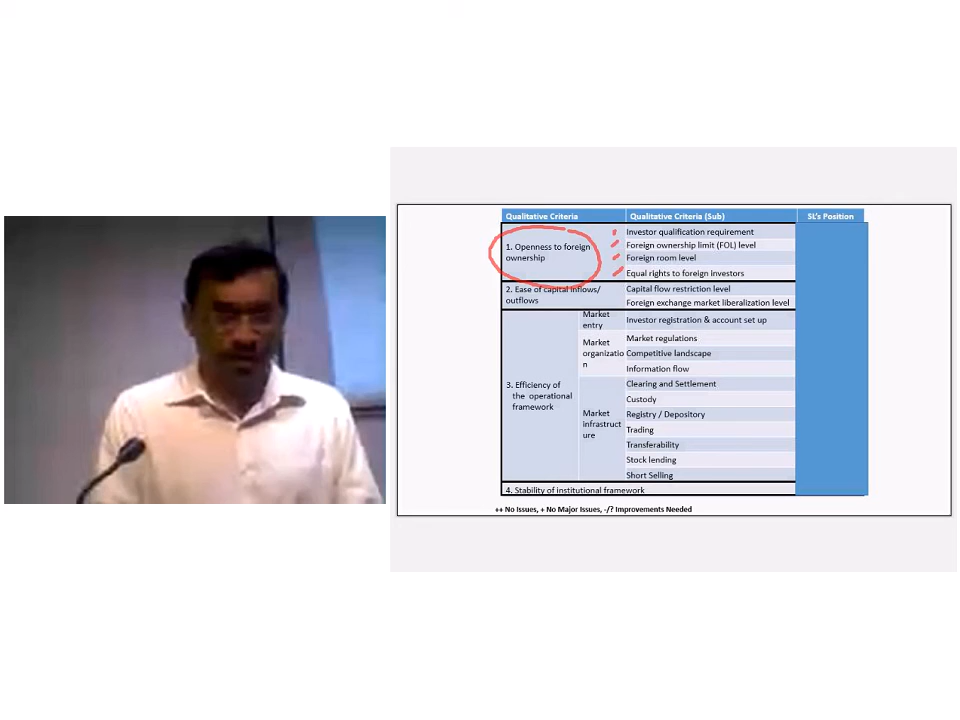 Qualitative Criteria Qualitative Criteria (Sub) SL's Position
1. Openness to foreign
ownership
Investor qualification requirement
Foreign ownership limit (FOL) level
Foreign room level
Equal rights to foreign investors
2. Ease of capital inflows/
outflows
Capital flow restriction level
Foreign exchange market liberalization level
3. Efficiency of
the operational
framework
Market
entry
Investor registration & account set up
Market
organizatio
n
Market regulations
Competitive landscape
Information flow
Market
infrastruct
ure
Clearing and Settlement
Custody
Registry / Depository
Trading
Transferability
Stock lending
Short Selling
4. Stability of institutional framework
++ No Issues, + No Major Issues, -/? Improvements Needed